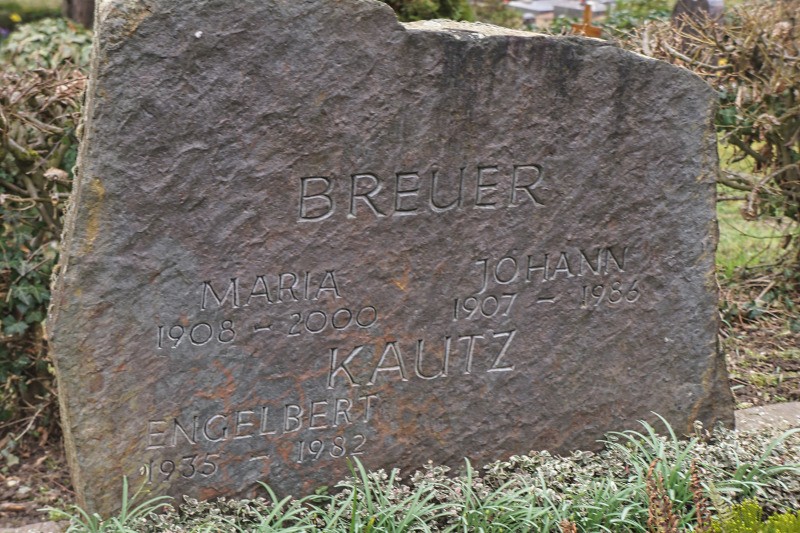 BREUER
MARIA JOHANN
1908 – 2000 1907 – 1986
KAUTZ
ENGELBERT
1935 – 1982